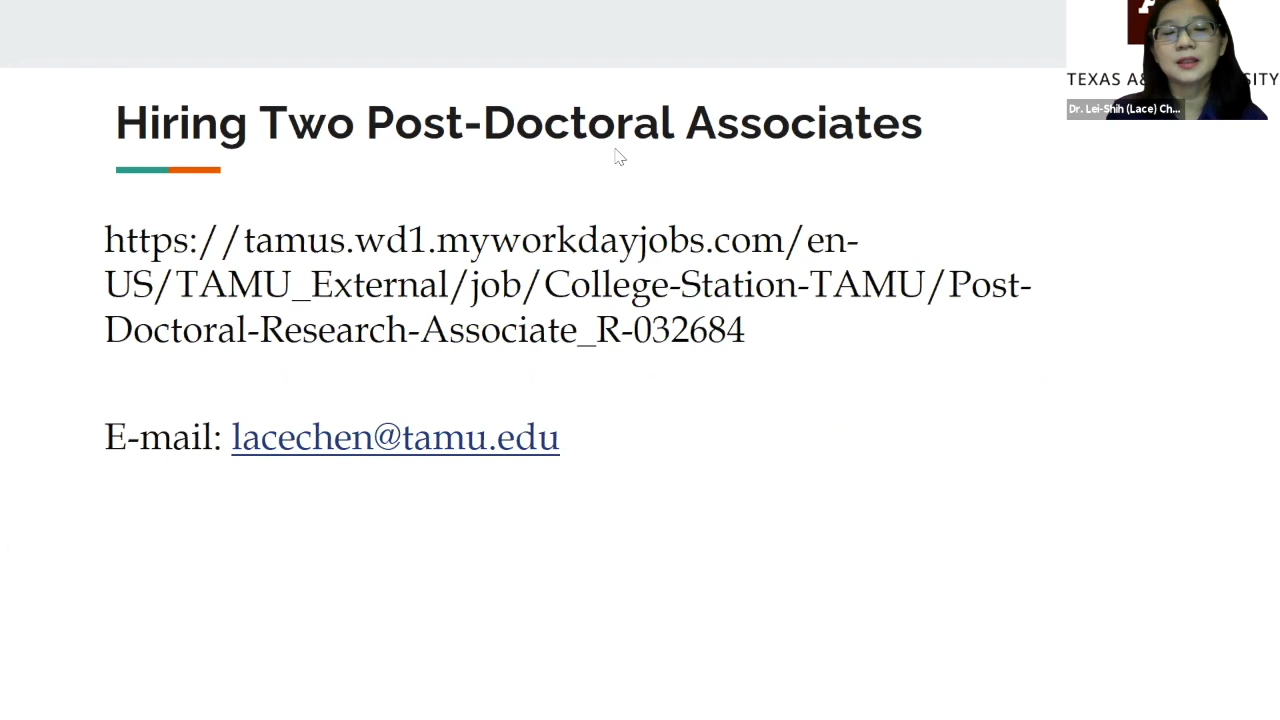 Hiring Two Post-Doctoral Associates
https://tamus.wd1.myworkdayjobs.com/en-
US/TAMU_External/job/College-Station-TAMU/Post-
Doctoral-Research-Associate_R-032684
E-mail: lacechen@tamu.edu
TEXAS A& SITY
Dr. Lei-Shih (Lace) Ch...